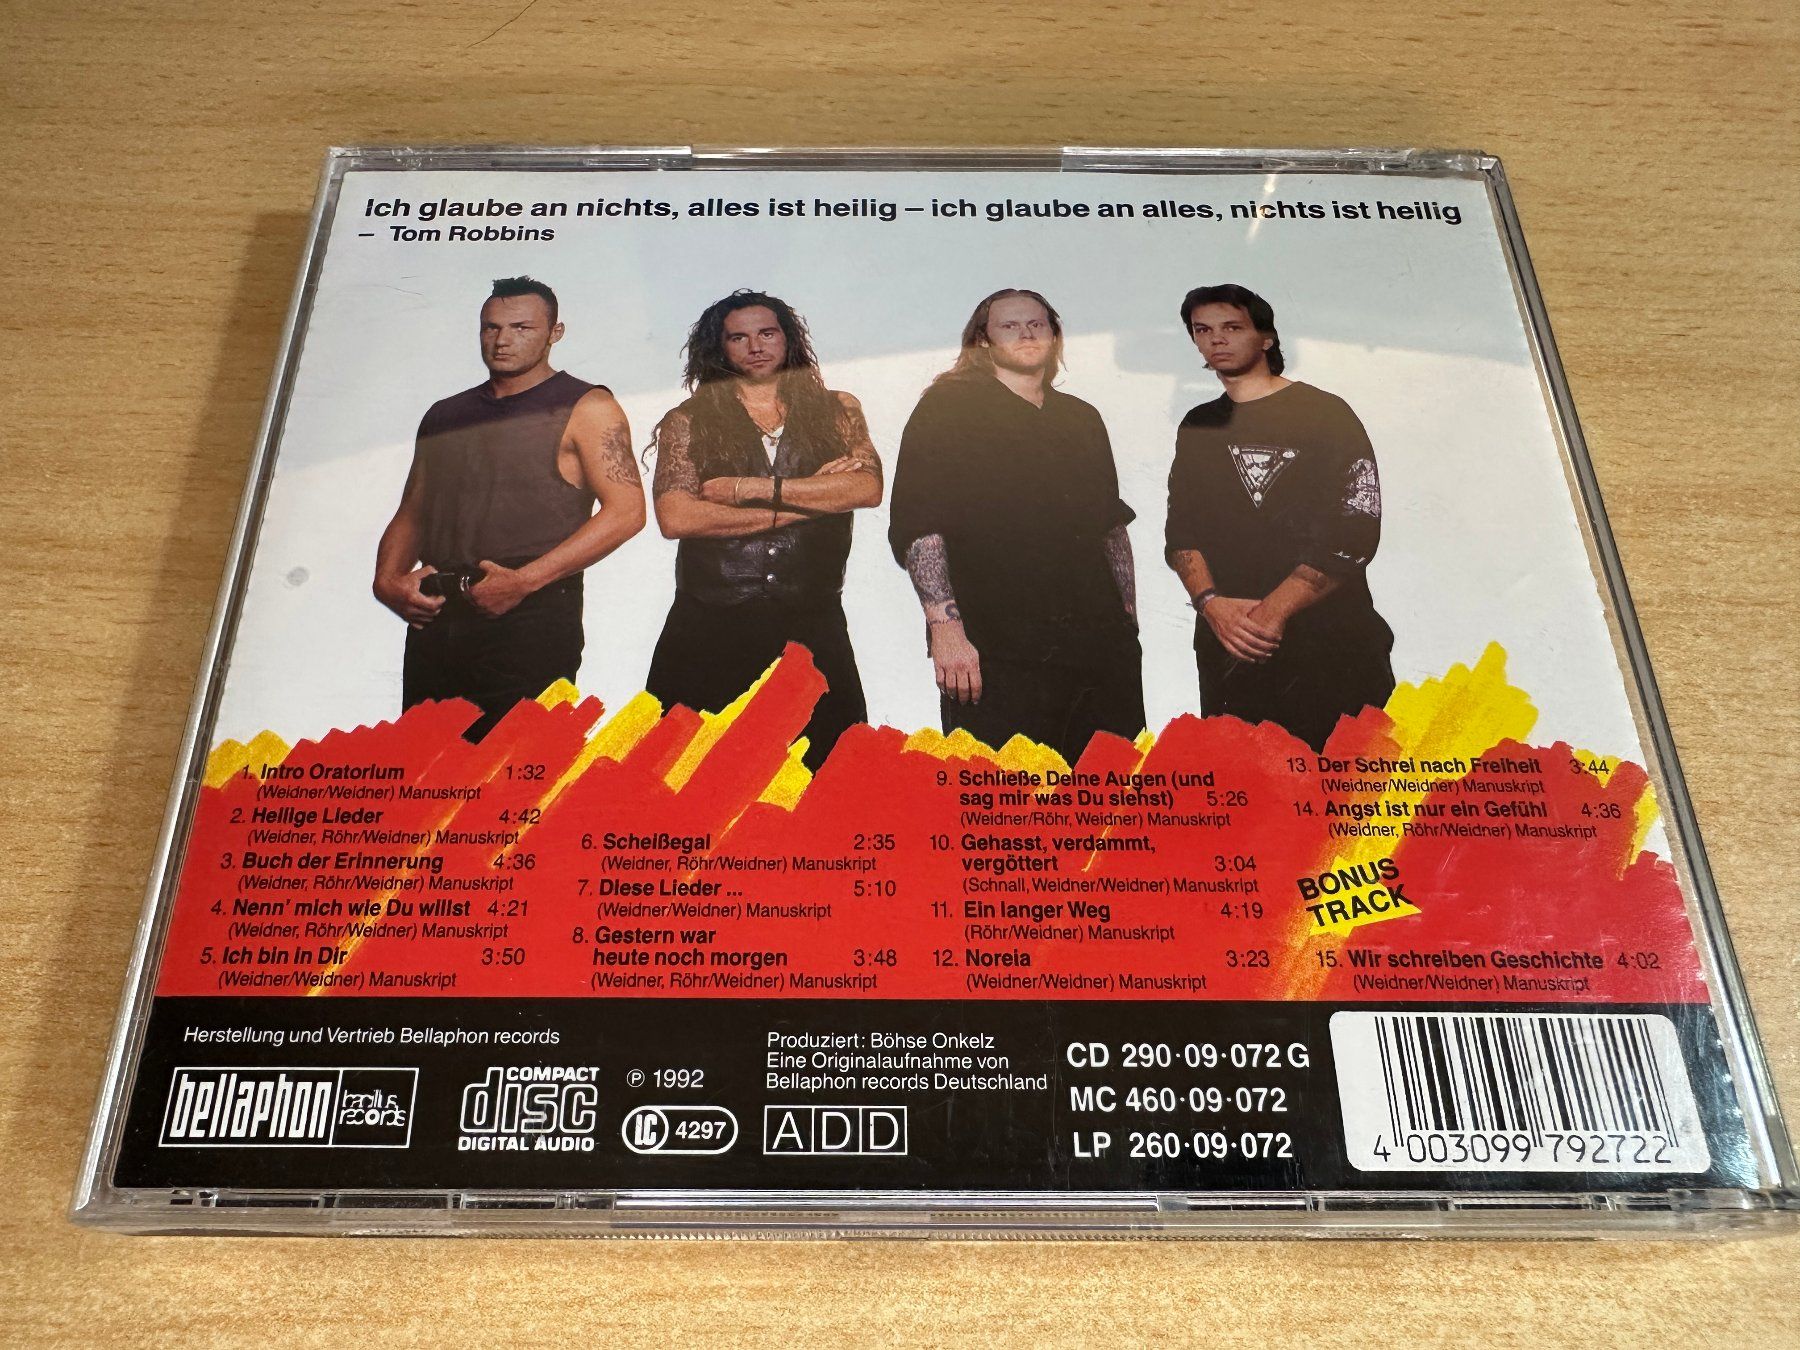 Ich glaube an nichts, alles ist heilig – ich glaube an alles, nichts ist heilig
– Tom Robbins
1. Intro Oratorium 1:32
(Weidner/Weidner) Manuskript
2. Heilige Lieder 4:42
(Weidner, Röhr/Weidner) Manuskript
3. Buch der Erinnerung 4:36
(Weidner, Röhr/Weidner) Manuskript
4. Nenn' mich wie Du willst 4:21
(Weidner, Röhr/Weidner) Manuskript
5. Ich bin in Dir 3:50
(Weidner/Weidner) Manuskript
6. Scheißegal 2:35
(Weidner, Röhr/Weidner) Manuskript
7. Diese Lieder ... 5:10
(Weidner/Weidner) Manuskript
8. Gestern war
heute noch morgen 3:48
(Weidner, Röhr/Weidner) Manuskript
9. Schließe Deine Augen (und
sag mir was Du siehst) 5:26
(Weidner/Röhr, Weidner) Manuskript
10. Gehasst, verdammt,
vergöttert 3:04
(Schnall, Weidner/Weidner) Manuskript
11. Ein langer Weg 4:19
(Röhr/Weidner) Manuskript
12. Noreia 3:23
(Weidner/Weidner) Manuskript
13. Der Schrei nach Freiheit 3:44
(Weidner/Weidner) Manuskript
14. Angst ist nur ein Gefühl 4:36
(Weidner, Röhr/Weidner) Manuskript
BONUS
TRACK
15. Wir schreiben Geschichte 4:02
(Weidner/Weidner) Manuskript
Herstellung und Vertrieb Bellaphon records
bellaphon
bacillus
records
COMPACT
disc
DIGITAL AUDIO
℗ 1992
LC 4297
Produziert: Böhse Onkelz
Eine Originalaufnahme von
Bellaphon records Deutschland
ADD
CD 290·09·072 G
MC 460·09·072
LP 260·09·072
4 003099 792722